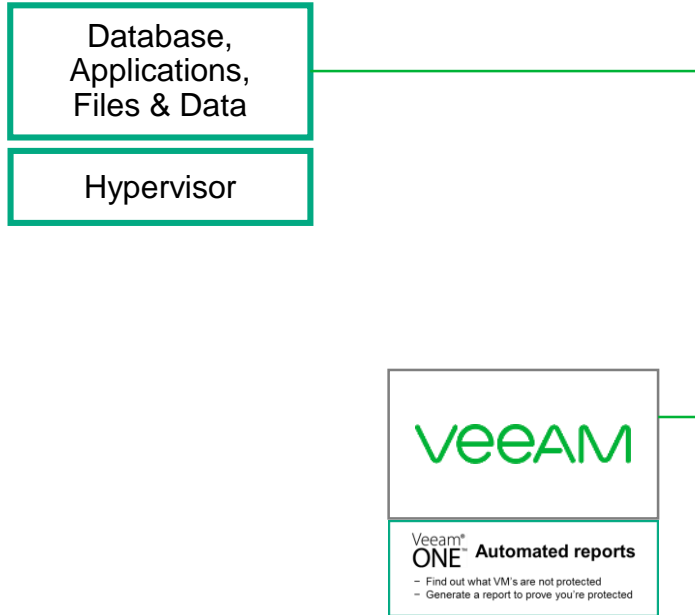 Database,
Applications,
Files & Data
Hypervisor
veeAM
Veeam®
ONE™ Automated reports
– Find out what VM's are not protected
– Generate a report to prove you're protected